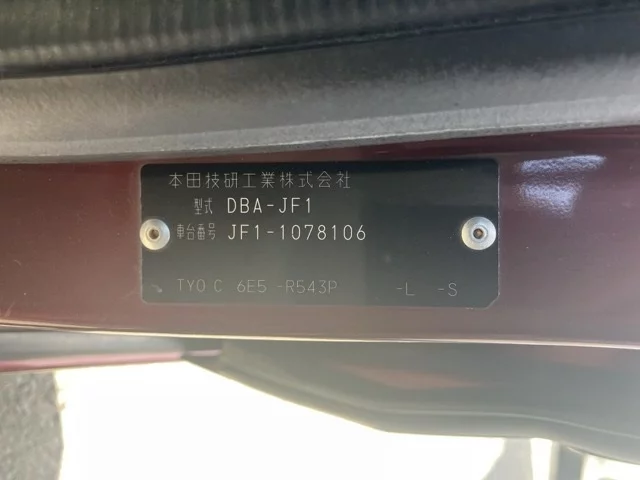 本田技研工業株式会社
型式 DBA-JF1
車台番号 JF1-1078106
TYO C 6E5 -R543P -L -S